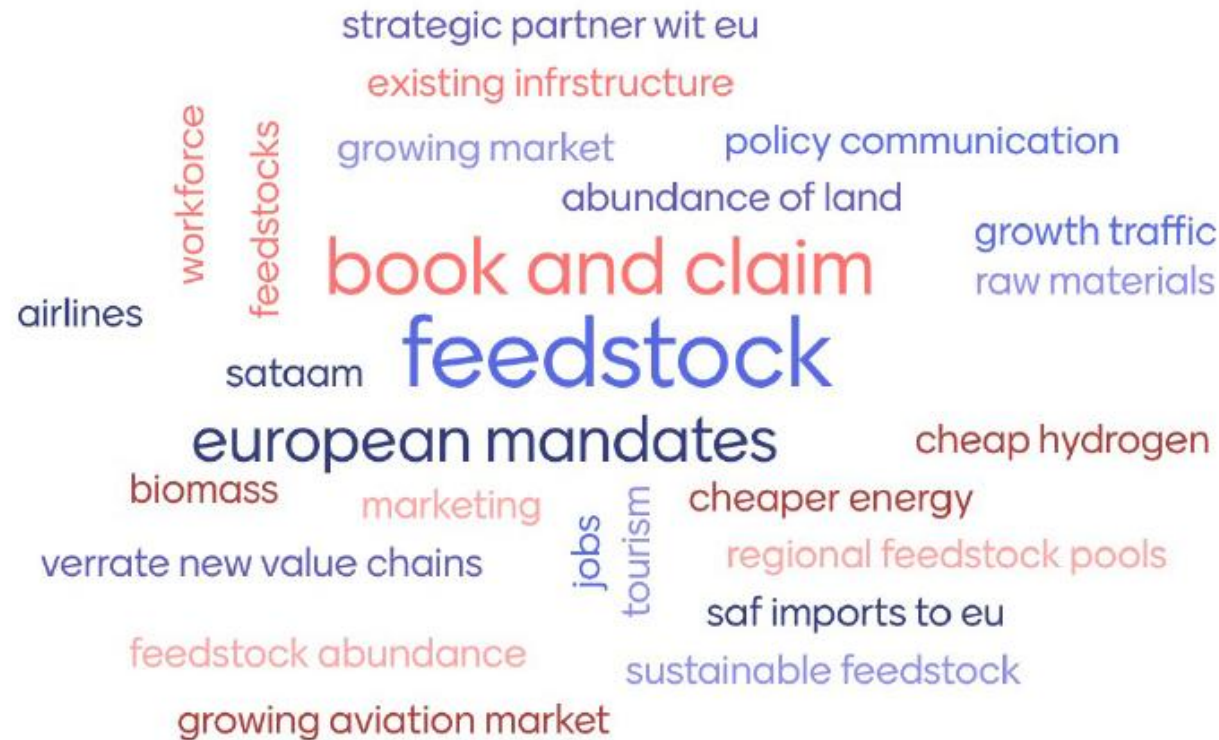 strategic partner wit eu
existing infrstructure
workforce
feedstocks
growing market
policy communication
abundance of land
growth traffic
book and claim
raw materials
airlines
feedstock
sataam
european mandates
cheap hydrogen
biomass
marketing
cheaper energy
jobs
tourism
verrate new value chains
regional feedstock pools
saf imports to eu
feedstock abundance
sustainable feedstock
growing aviation market